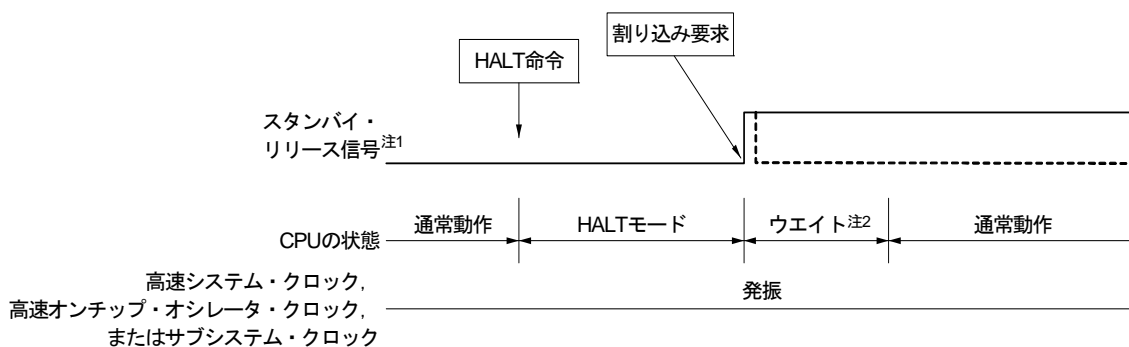 割り込み要求
HALT命令
スタンバイ・
リリース信号注1
通常動作
HALTモード
ウエイト注2
通常動作
CPUの状態
高速システム・クロック,
高速オンチップ・オシレータ・クロック,
またはサブシステム・クロック
発振